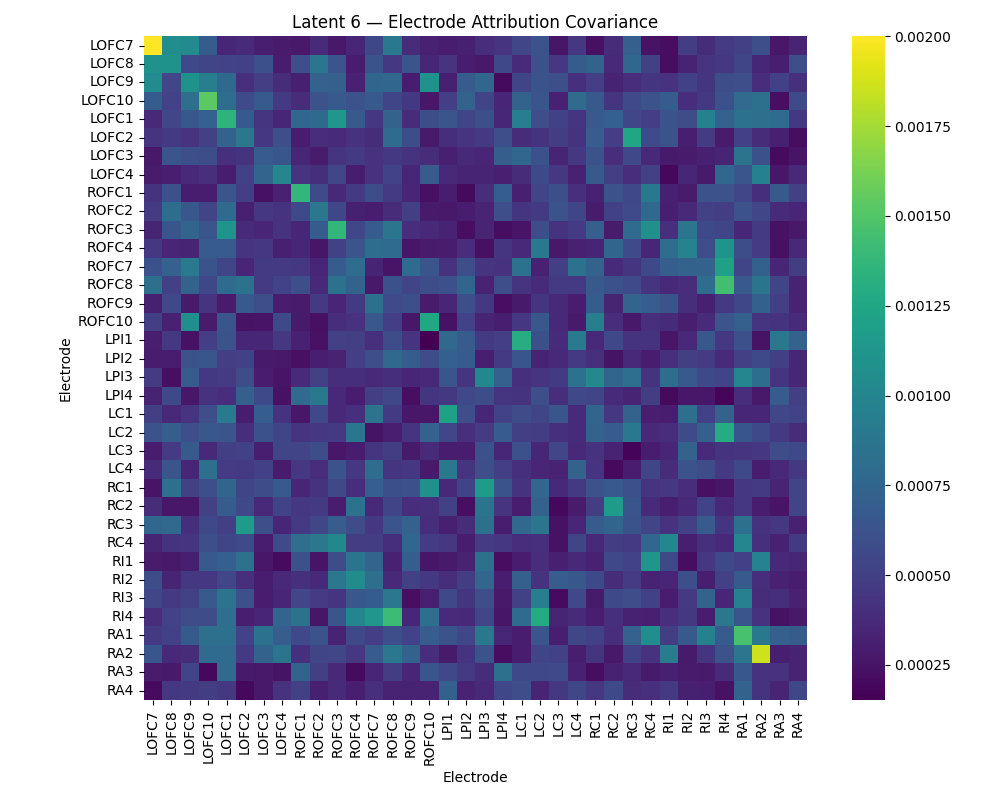 Latent 6 — Electrode Attribution Covariance
Electrode
LOFC7
LOFC8
LOFC9
LOFC10
LOFC1
LOFC2
LOFC3
LOFC4
ROFC1
ROFC2
ROFC3
ROFC4
ROFC7
ROFC8
ROFC9
ROFC10
LPI1
LPI2
LPI3
LPI4
LC1
LC2
LC3
LC4
RC1
RC2
RC3
RC4
RI1
RI2
RI3
RI4
RA1
RA2
RA3
RA4
LOFC7
LOFC8
LOFC9
LOFC10
LOFC1
LOFC2
LOFC3
LOFC4
ROFC1
ROFC2
ROFC3
ROFC4
ROFC7
ROFC8
ROFC9
ROFC10
LPI1
LPI2
LPI3
LPI4
LC1
LC2
LC3
LC4
RC1
RC2
RC3
RC4
RI1
RI2
RI3
RI4
RA1
RA2
RA3
RA4
Electrode
0.00200
0.00175
0.00150
0.00125
0.00100
0.00075
0.00050
0.00025